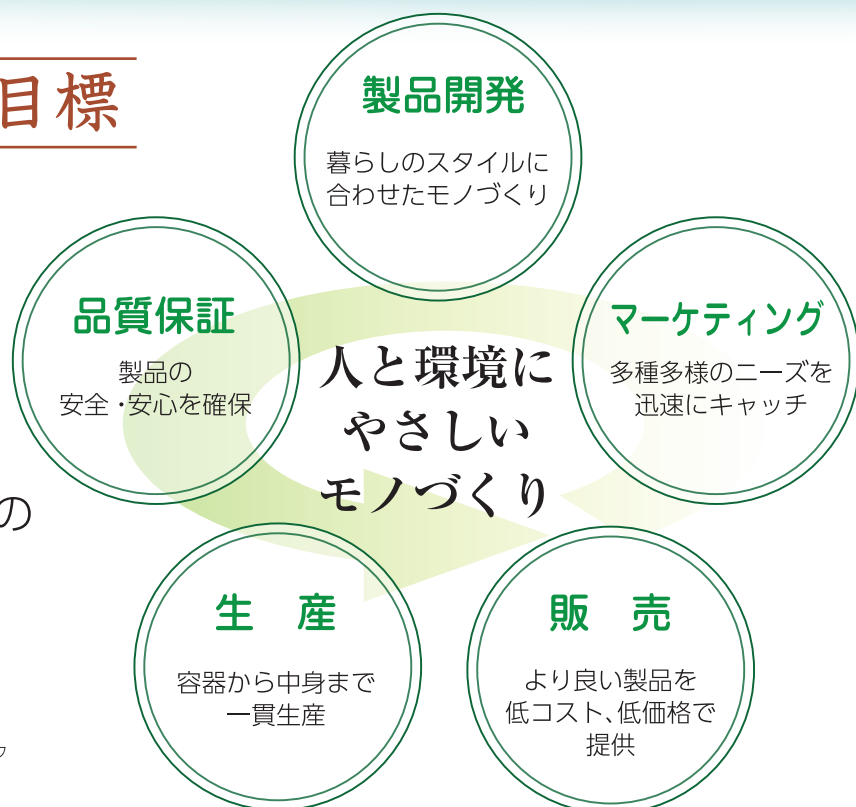 目標
製品開発
暮らしのスタイルに
合わせたモノづくり
品質保証
製品の
安全・安心を確保
マーケティング
多種多様のニーズを
迅速にキャッチ
人と環境に
やさしい
モノづくり
の
生　産
容器から中身まで
一貫生産
販　売
より良い製品を
低コスト、低価格で
提供